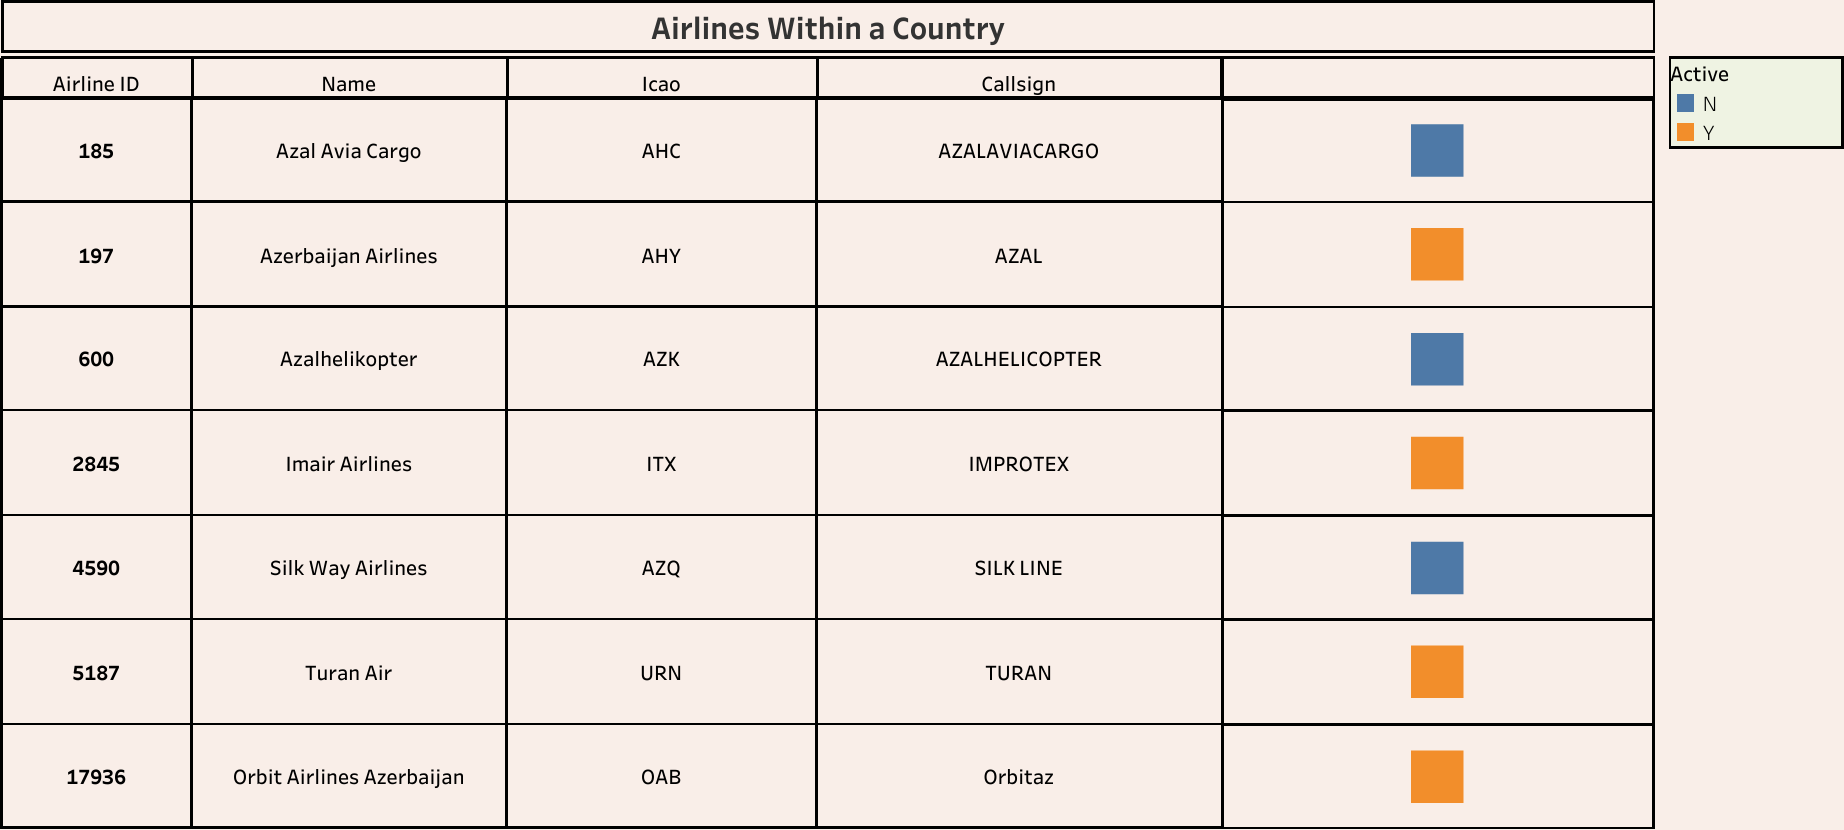 Airlines Within a Country
Airline ID Name Icao Callsign
185 Azal Avia Cargo AHC AZALAVIACARGO
197 Azerbaijan Airlines AHY AZAL
600 Azalhelikopter AZK AZALHELICOPTER
2845 Imair Airlines ITX IMPROTEX
4590 Silk Way Airlines AZQ SILK LINE
5187 Turan Air URN TURAN
17936 Orbit Airlines Azerbaijan OAB Orbitaz
Active
N
Y